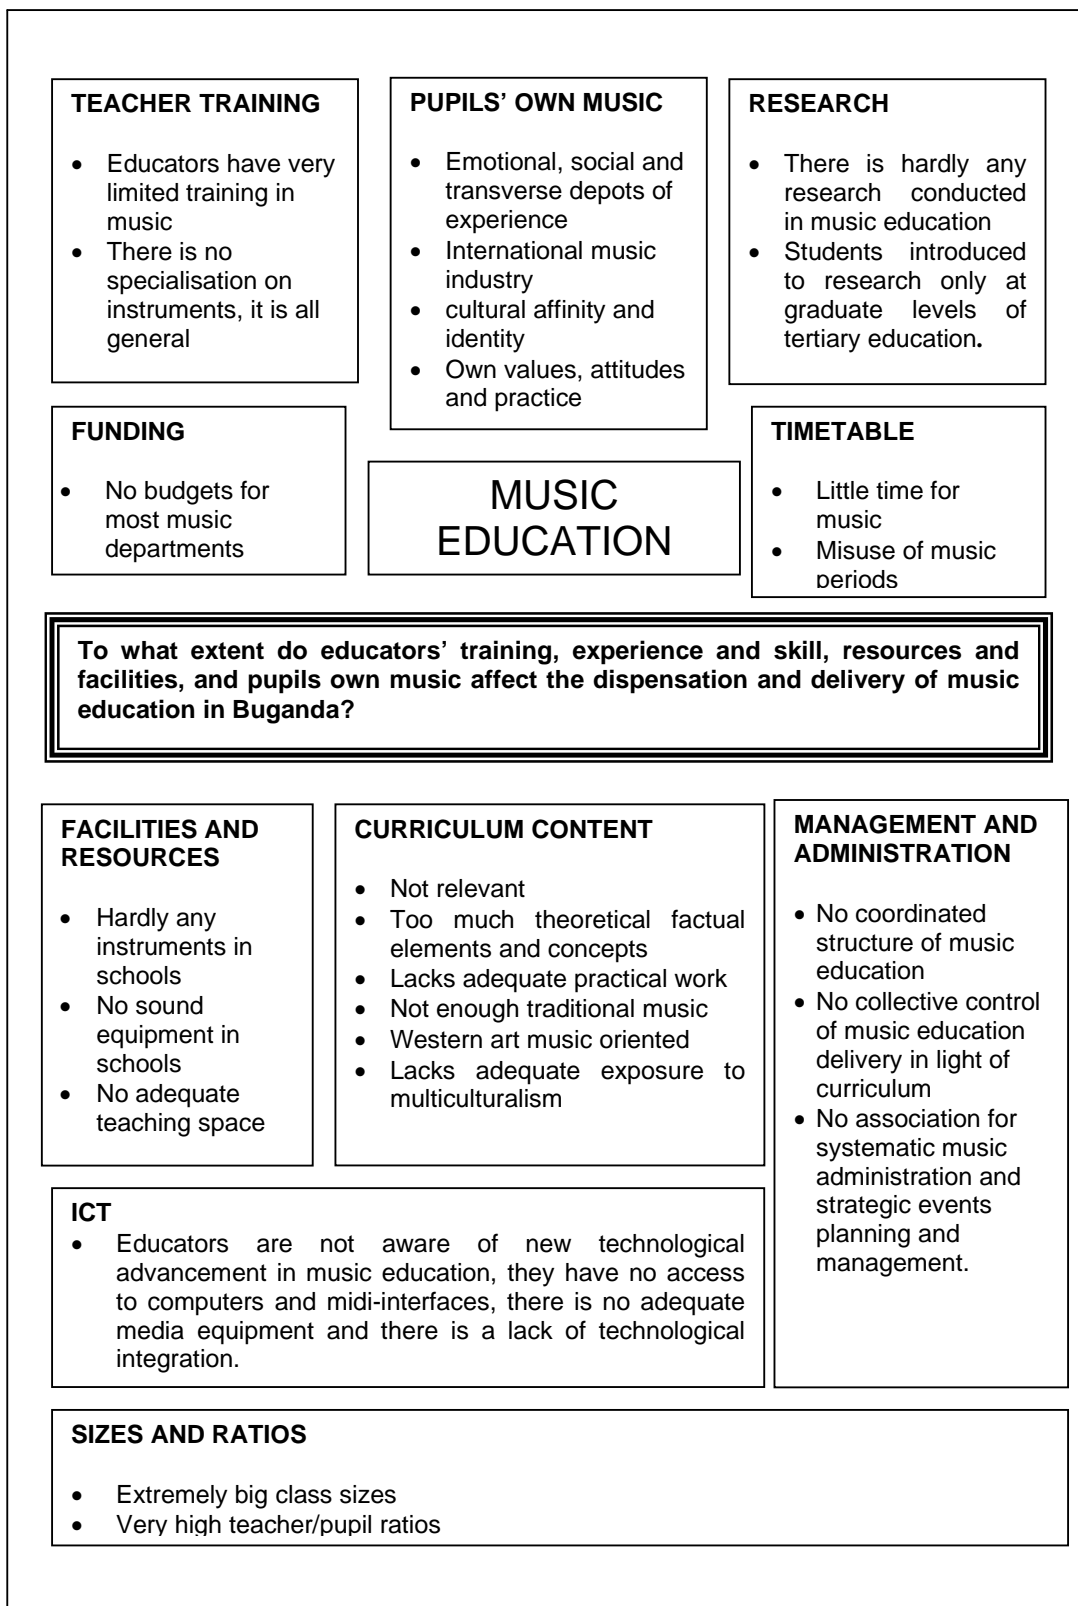 TEACHER TRAINING
• Educators have very
limited training in
music
• There is no
specialisation on
instruments, it is all
general
PUPILS’ OWN MUSIC
• Emotional, social and
transverse depots of
experience
• International music
industry
• cultural affinity and
identity
• Own values, attitudes
and practice
RESEARCH
• There is hardly any
research conducted
in music education
• Students introduced
to research only at
graduate levels of
tertiary education.
FUNDING
• No budgets for
most music
departments
MUSIC
EDUCATION
TIMETABLE
• Little time for
music
• Misuse of music
periods
To what extent do educators’ training, experience and skill, resources and
facilities, and pupils own music affect the dispensation and delivery of music
education in Buganda?
FACILITIES AND
RESOURCES
• Hardly any
instruments in
schools
• No sound
equipment in
schools
• No adequate
teaching space
CURRICULUM CONTENT
• Not relevant
• Too much theoretical factual
elements and concepts
• Lacks adequate practical work
• Not enough traditional music
• Western art music oriented
• Lacks adequate exposure to
multiculturalism
MANAGEMENT AND
ADMINISTRATION
• No coordinated
structure of music
education
• No collective control
of music education
delivery in light of
curriculum
• No association for
systematic music
administration and
strategic events
planning and
management.
ICT
• Educators are not aware of new technological
advancement in music education, they have no access
to computers and midi-interfaces, there is no adequate
media equipment and there is a lack of technological
integration.
SIZES AND RATIOS
• Extremely big class sizes
• Very high teacher/pupil ratios